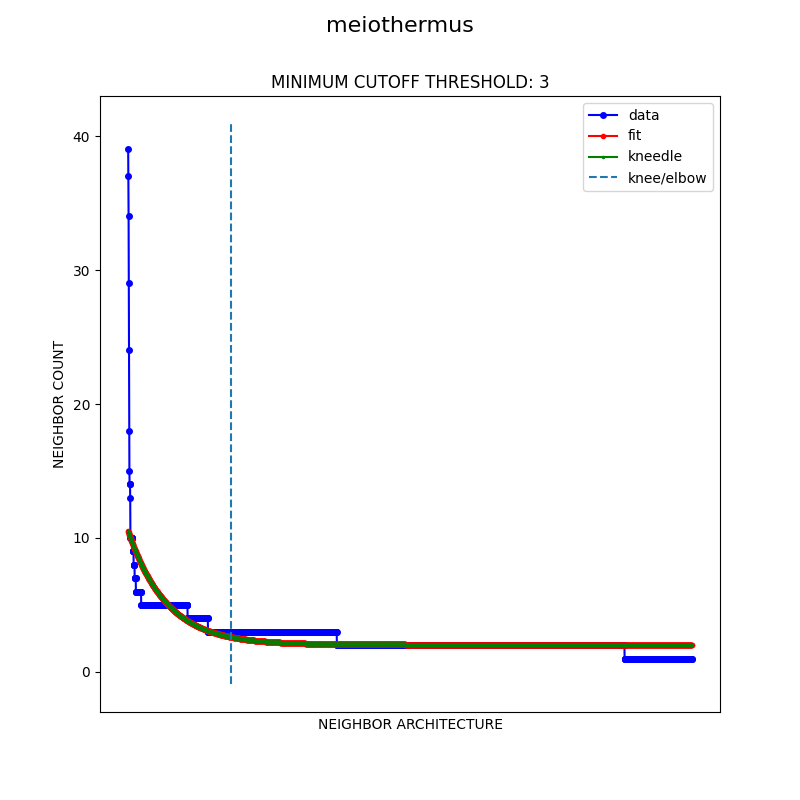 meiothermus
MINIMUM CUTOFF THRESHOLD: 3
data
fit
kneedle
knee/elbow
40
30
20
10
0
NEIGHBOR COUNT
NEIGHBOR ARCHITECTURE